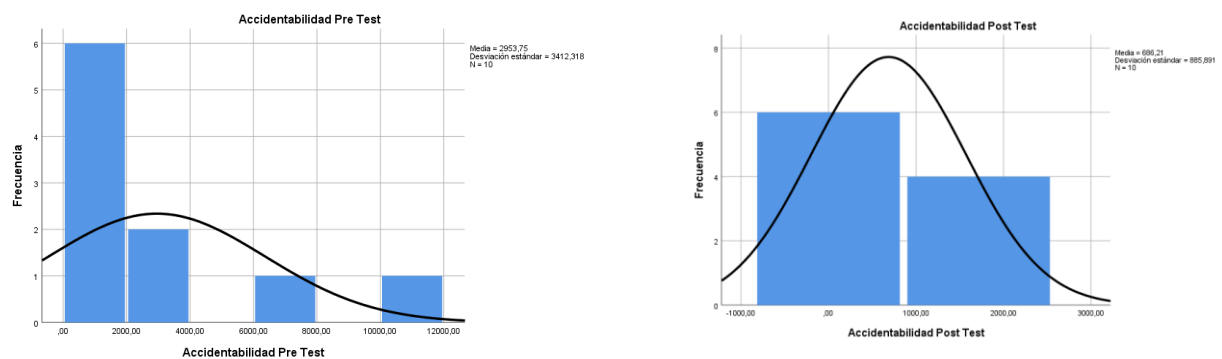 Accidentabilidad Pre Test
Media = 2953,75
Desviación estándar = 3412,318
N = 10
6
5
4
3
2
1
0
Frecuencia
,00
2000,00
4000,00
6000,00
8000,00
10000,00
12000,00
Accidentabilidad Pre Test
Accidentabilidad Post Test
Media = 686,21
Desviación estándar = 885,891
N = 10
8
6
4
2
0
Frecuencia
-1000,00
,00
1000,00
2000,00
3000,00
Accidentabilidad Post Test